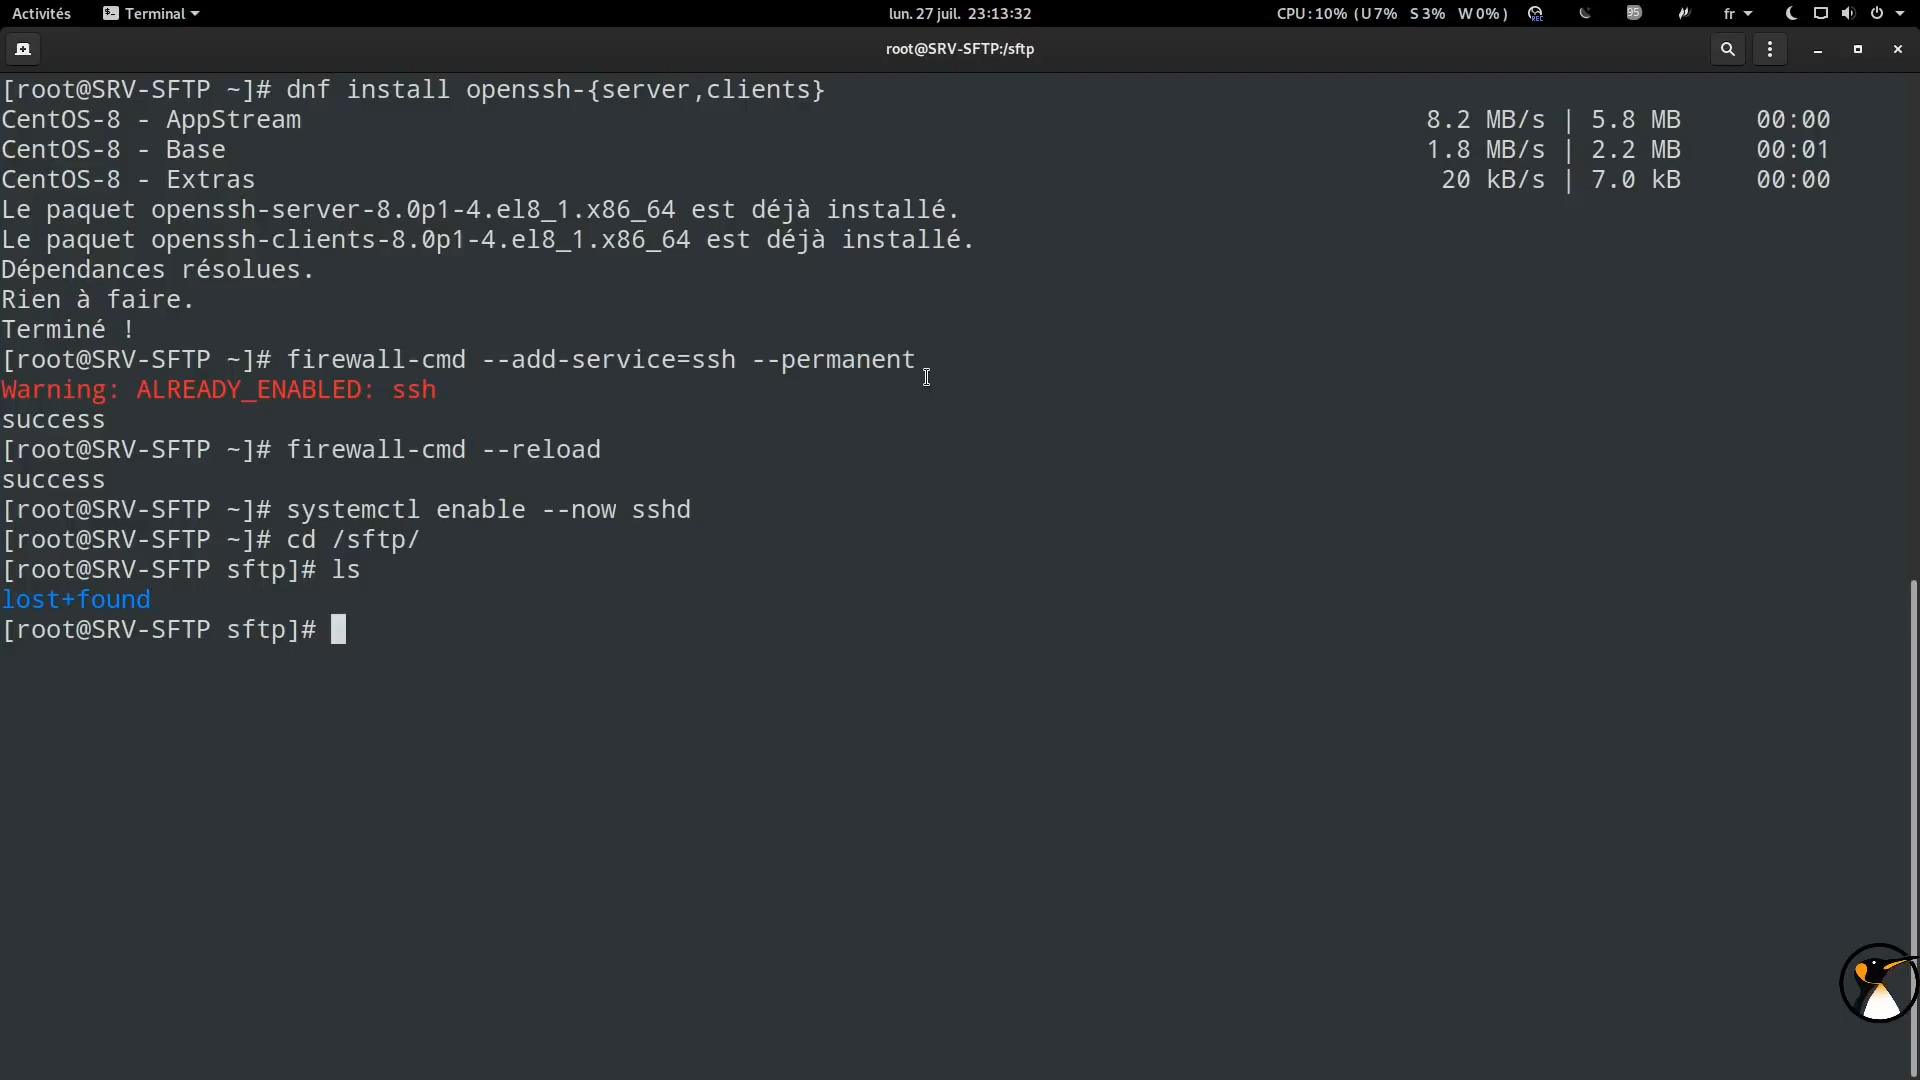 Activités Terminal lun. 27 juil. 23:13:32 CPU: 10% (U 7% S 3% W 0%) REC 95 fr
root@SRV-SFTP:/sftp
[root@SRV-SFTP ~]# dnf install openssh-{server,clients}
CentOS-8 - AppStream 8.2 MB/s | 5.8 MB 00:00
CentOS-8 - Base 1.8 MB/s | 2.2 MB 00:01
CentOS-8 - Extras 20 kB/s | 7.0 kB 00:00
Le paquet openssh-server-8.0p1-4.el8_1.x86_64 est déjà installé.
Le paquet openssh-clients-8.0p1-4.el8_1.x86_64 est déjà installé.
Dépendances résolues.
Rien à faire.
Terminé !
[root@SRV-SFTP ~]# firewall-cmd --add-service=ssh --permanent
Warning: ALREADY_ENABLED: ssh
success
[root@SRV-SFTP ~]# firewall-cmd --reload
success
[root@SRV-SFTP ~]# systemctl enable --now sshd
[root@SRV-SFTP ~]# cd /sftp/
[root@SRV-SFTP sftp]# ls
lost+found
[root@SRV-SFTP sftp]#